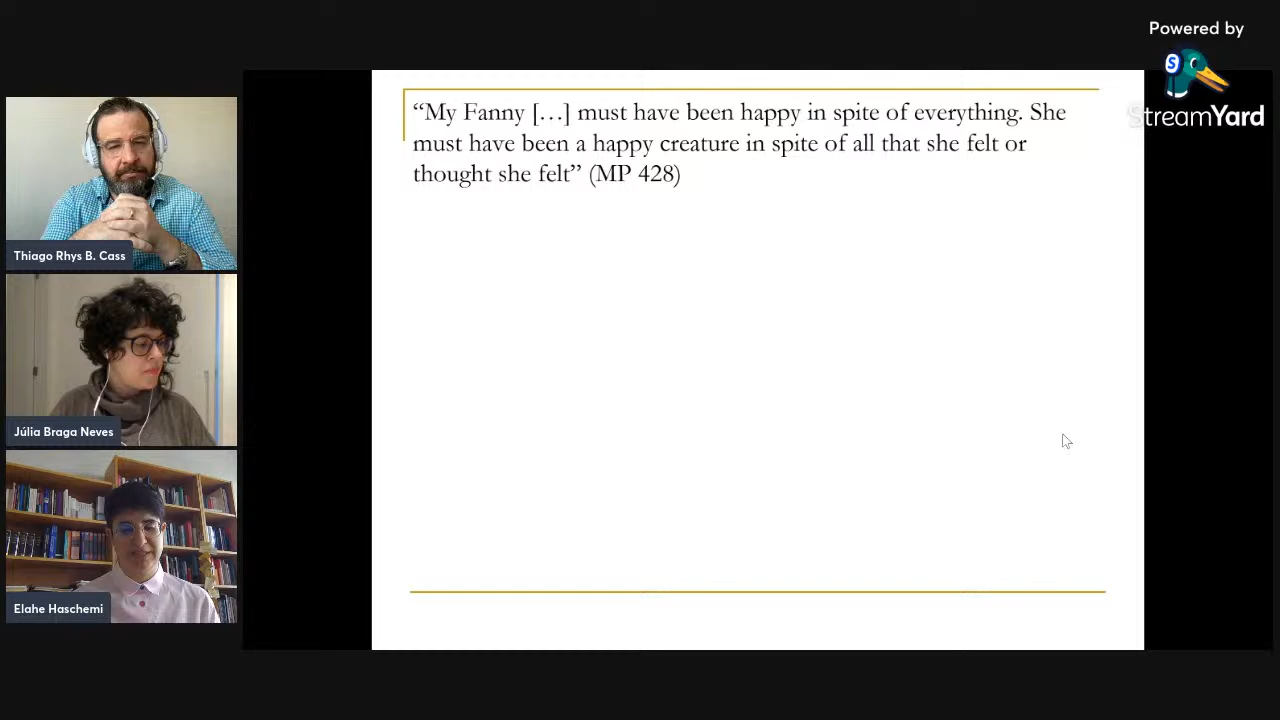 Powered by
S
StreamYard
Thiago Rhys B. Cass
Júlia Braga Neves
Elahe Haschemi
“My Fanny […] must have been happy in spite of everything. She
must have been a happy creature in spite of all that she felt or
thought she felt” (MP 428)